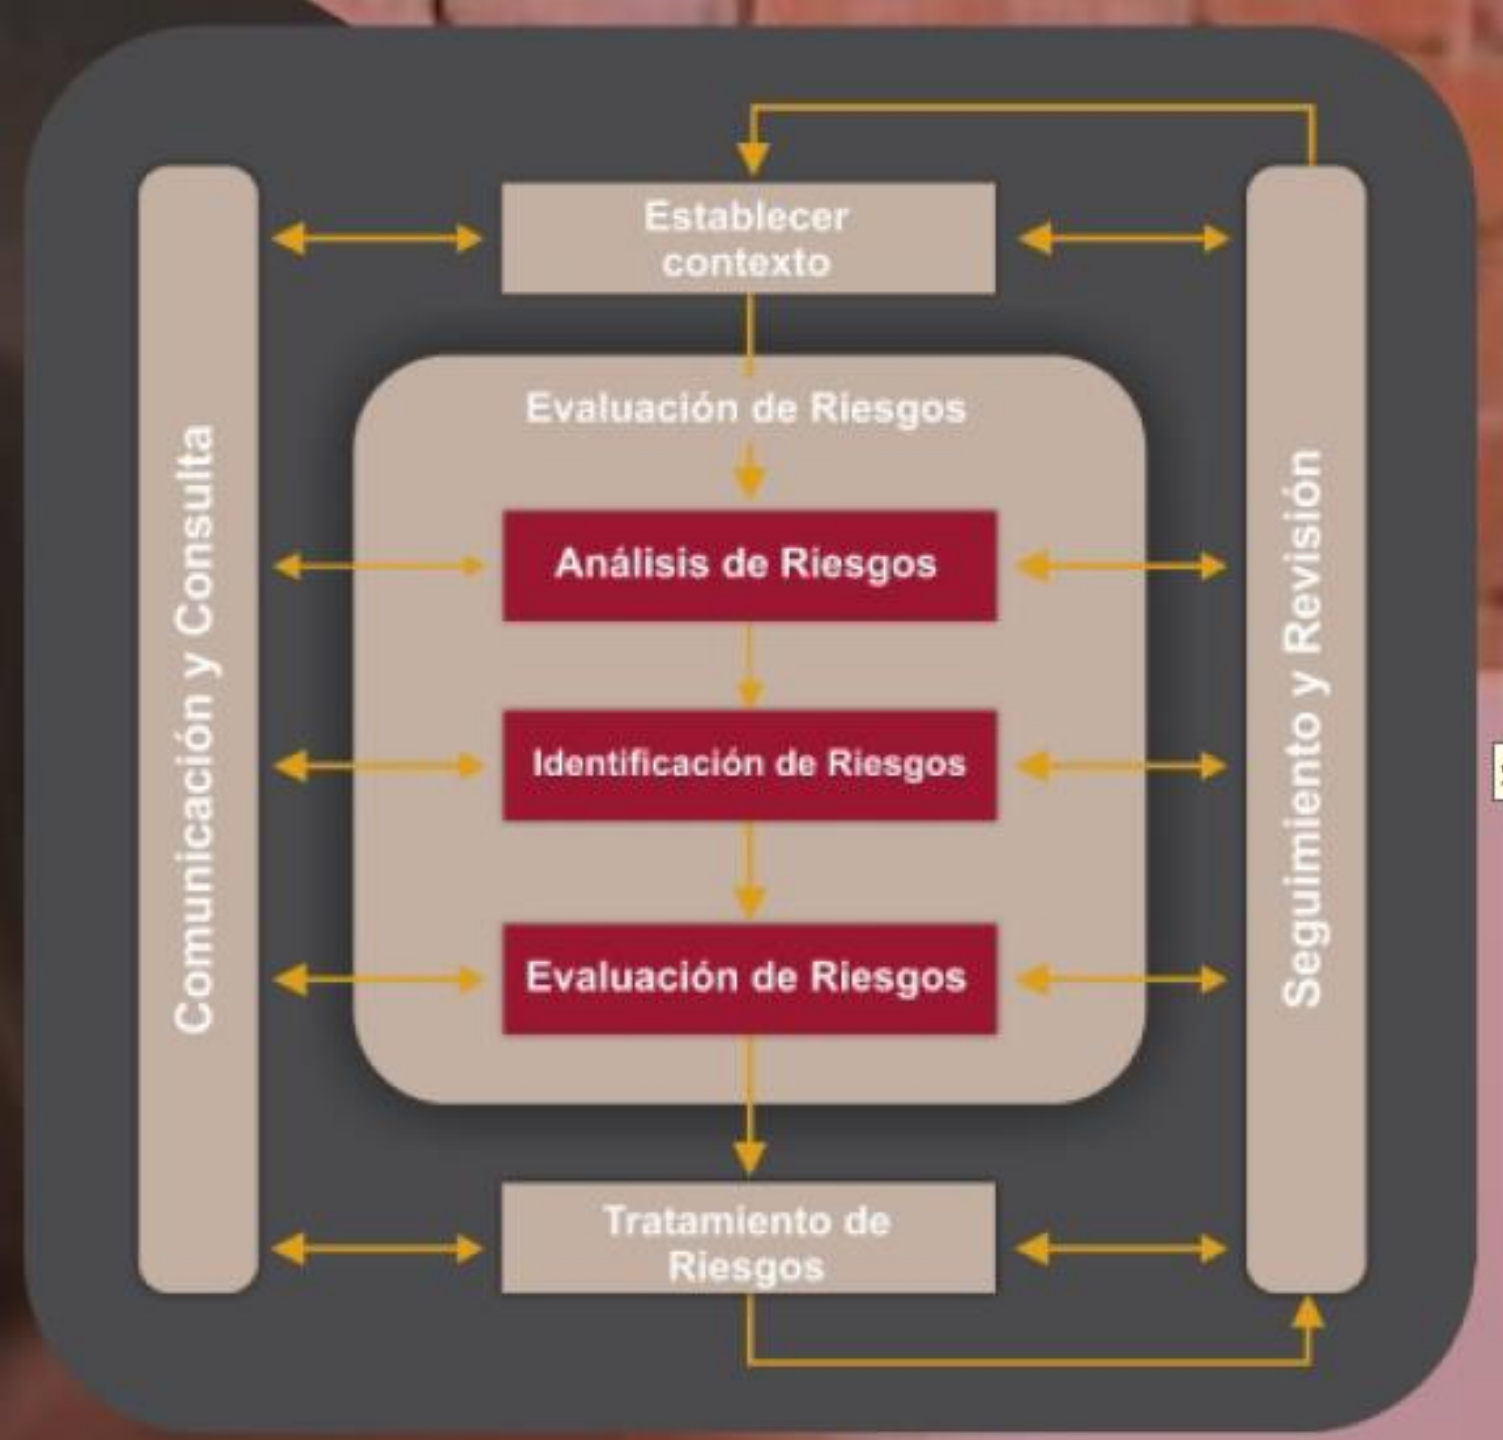 Establecer
contexto
Evaluación de Riesgos
Análisis de Riesgos
Identificación de Riesgos
Evaluación de Riesgos
Tratamiento de
Riesgos
Comunicación y Consulta
Seguimiento y Revisión